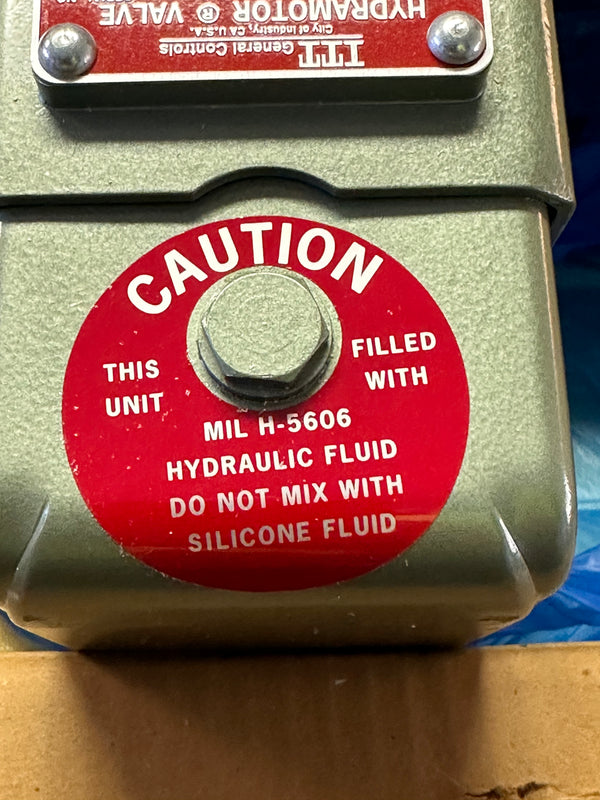 ITT
General Controls
City of Industry, CA U.S.A.
HYDRAMOTOR ® VALVE
CAUTION
THIS UNIT
FILLED WITH
MIL H-5606
HYDRAULIC FLUID
DO NOT MIX WITH
SILICONE FLUID